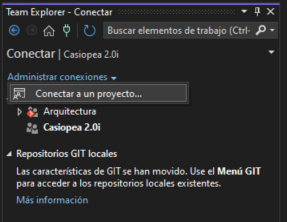 Team Explorer - Conectar
Buscar elementos de trabajo (Ctrl-
Conectar | Casiopea 2.0i
Administrar conexiones
Conectar a un proyecto...
Arquitectura
Casiopea 2.0i
Repositorios GIT locales
Las características de GIT se han movido. Use el Menú GIT
para acceder a los repositorios locales existentes.
Más información